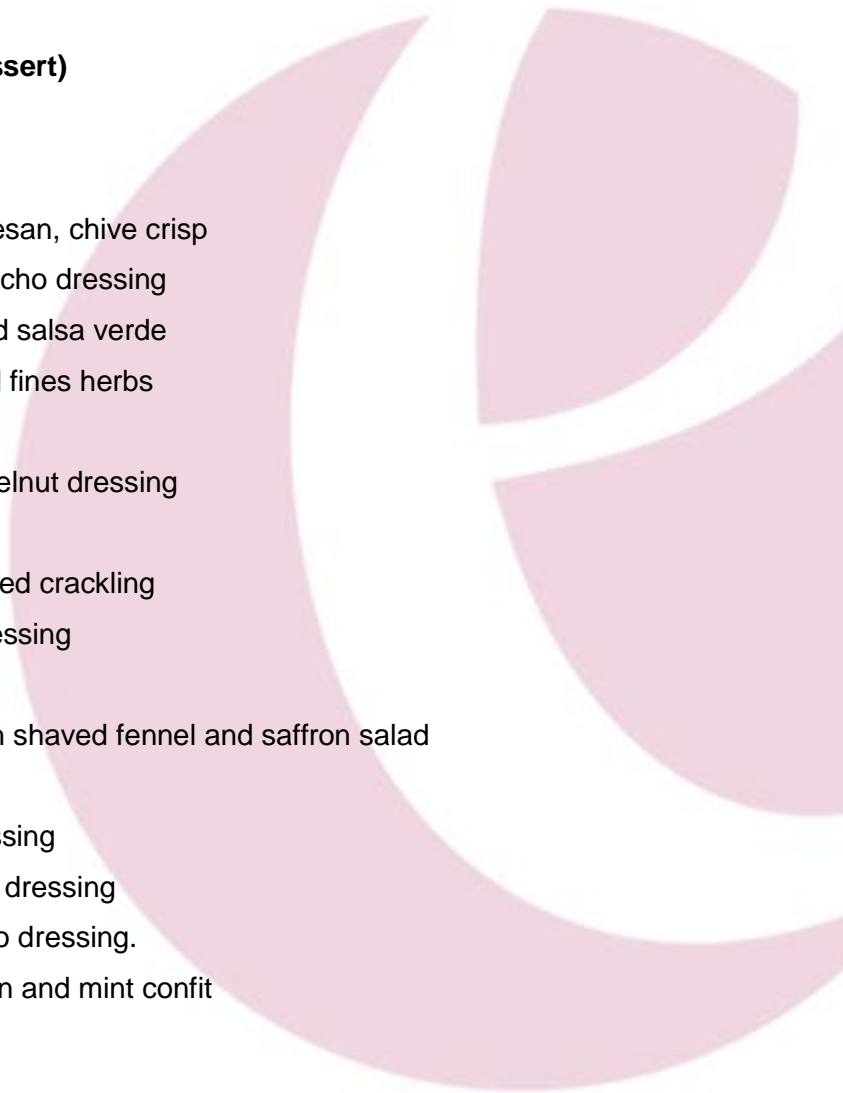 ssert)
esan, chive crisp
cho dressing
d salsa verde
l fines herbs
elnut dressing
ed crackling
essing
n shaved fennel and saffron salad
ssing
dressing
o dressing.
n and mint confit